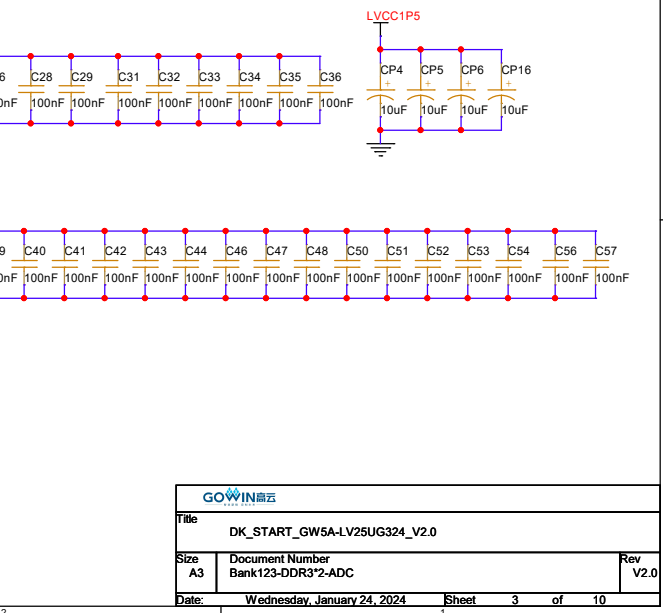 LVCC1P5
6 C28 C29 C31 C32 C33 C34 C35 C36
0nF 100nF 100nF 100nF 100nF 100nF 100nF 100nF 100nF
CP4 CP5 CP6 CP16
+ + + +
10uF 10uF 10uF 10uF
9 C40 C41 C42 C43 C44 C46 C47 C48 C50 C51 C52 C53 C54 C56 C57
0nF 100nF 100nF 100nF 100nF 100nF 100nF 100nF 100nF 100nF 100nF 100nF 100nF 100nF 100nF 100nF
GOWIN高云
Title
DK_START_GW5A-LV25UG324_V2.0
Size Document Number Rev
A3 Bank123-DDR3*2-ADC V2.0
Date: Wednesday, January 24, 2024 Sheet 3 of 10